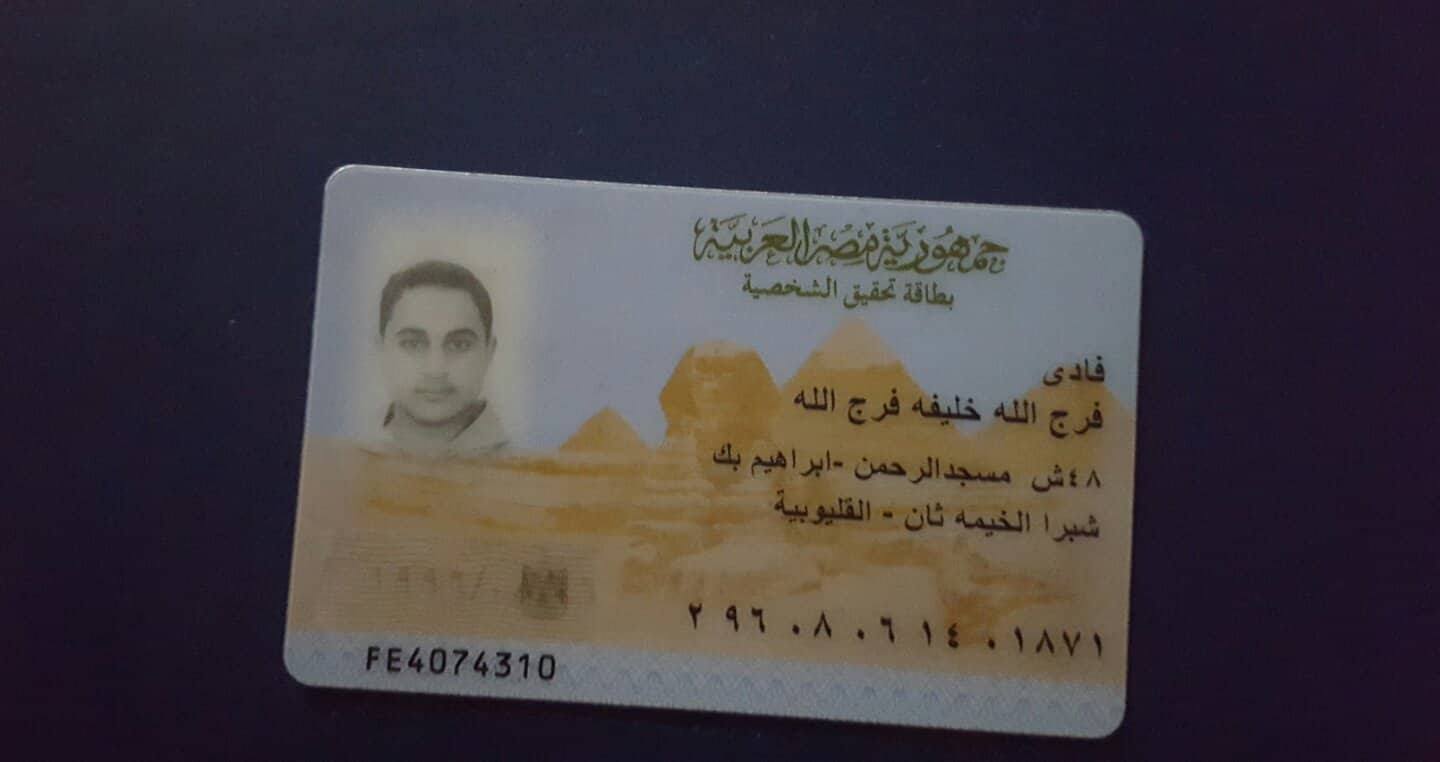 جمهورية مصر العربية
بطاقة تحقيق الشخصية
فادى
فرج الله خليفه فرج الله
٤٨ش مسجدالرحمن -ابراهيم بك
شبرا الخيمه ثان - القليوبية
٢٩٦٠٨٠٦١٤٠١٨٧١
FE4074310